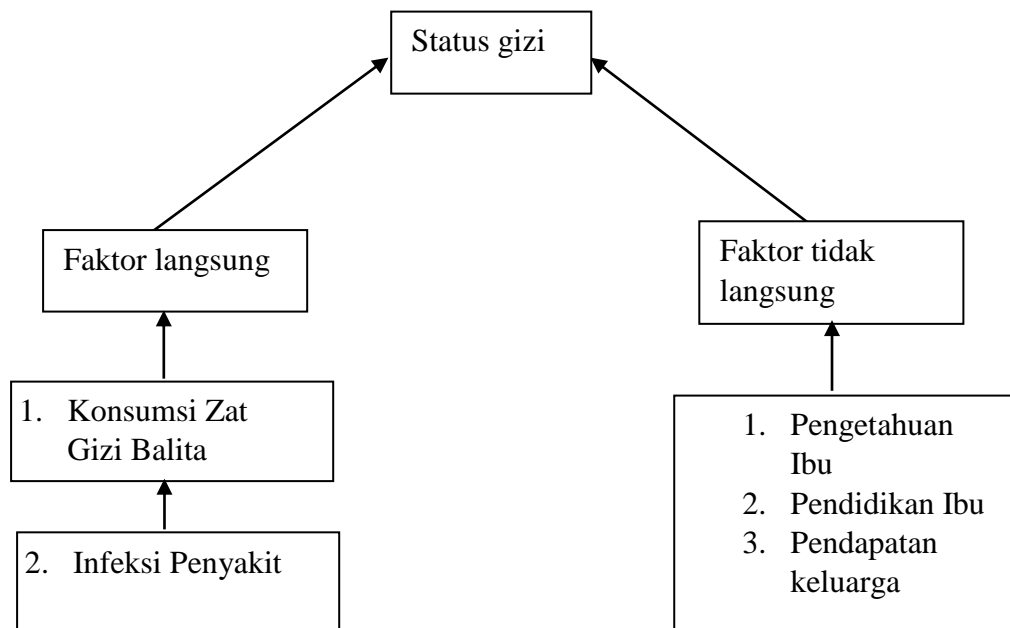 Status gizi
Faktor langsung
Faktor tidak
langsung
1. Konsumsi Zat
Gizi Balita
2. Infeksi Penyakit
1. Pengetahuan
Ibu
2. Pendidikan Ibu
3. Pendapatan
keluarga